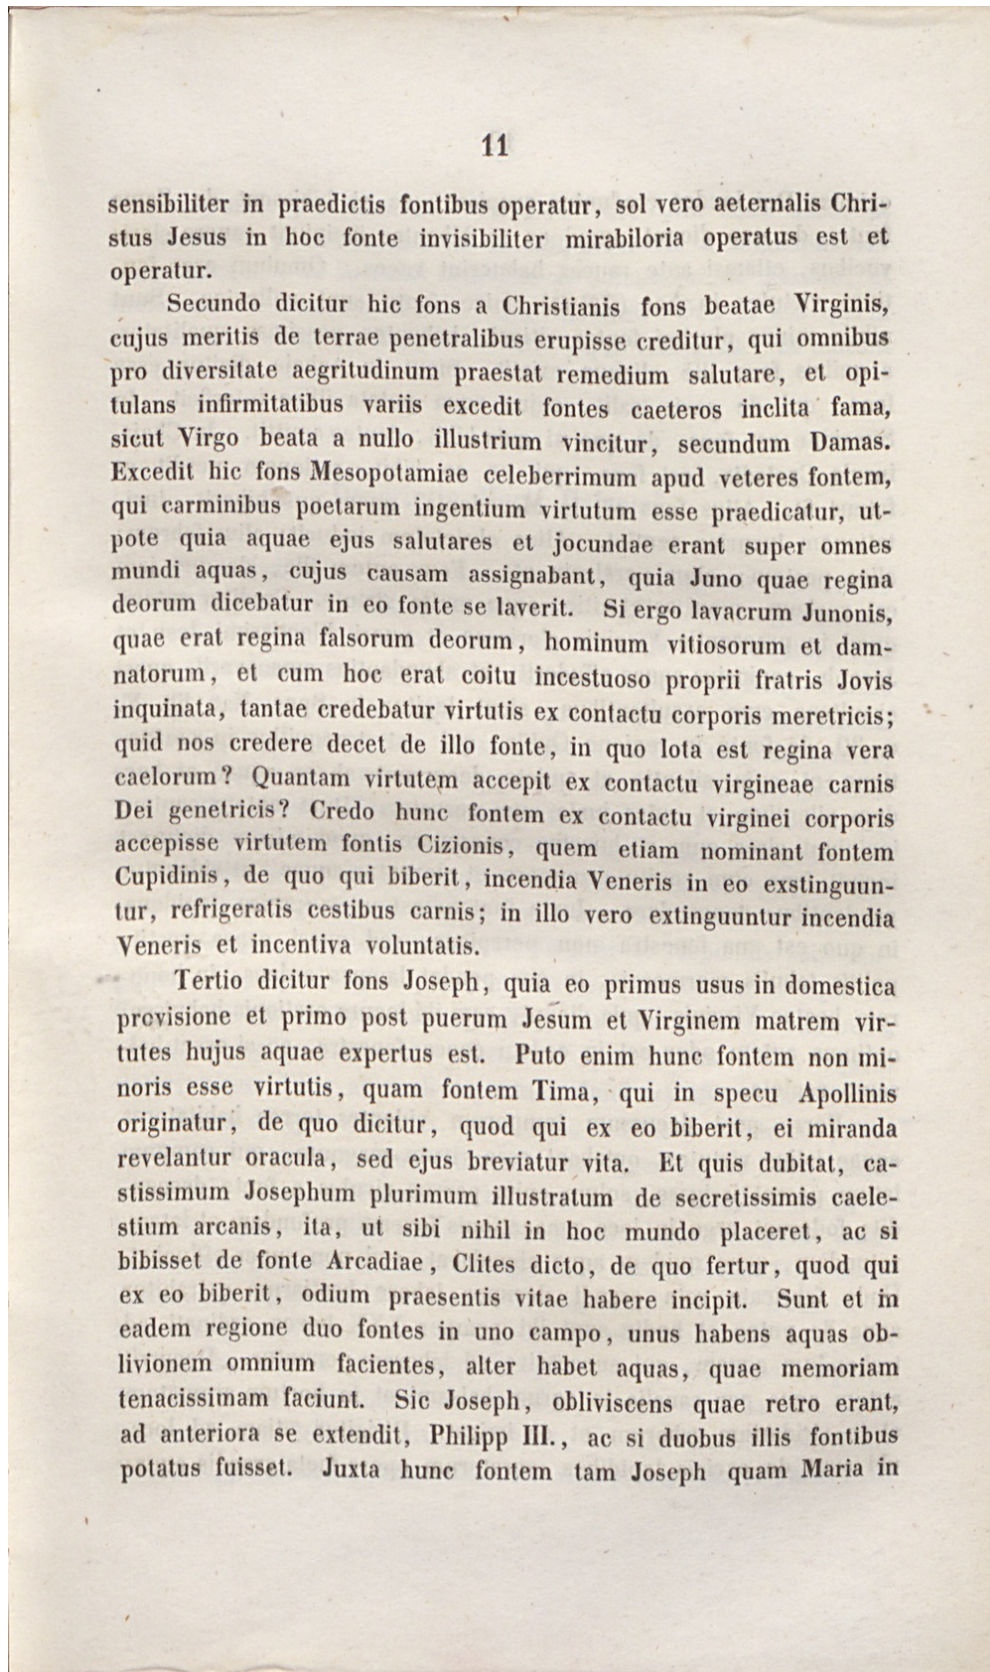 11
sensibiliter in praedictis fontibus operatur, sol vero aeternalis Chri-
stus Jesus in hoc fonte invisibiliter mirabiloria operatus est et
operatur.
Secundo dicitur hic fons a Christianis fons beatae Virginis,
cujus meritis de terrae penetralibus erupisse creditur, qui omnibus
pro diversitate aegritudinum praestat remedium salutare, et opi-
tulans infirmitatibus variis excedit fontes caeteros inclita fama,
sicut Virgo beata a nullo illustrium vincitur, secundum Damas.
Excedit hic fons Mesopotamiae celeberrimum apud veteres fontem,
qui carminibus poetarum ingentium virtutum esse praedicatur, ut-
pote quia aquae ejus salutares et jocundae erant super omnes
mundi aquas, cujus causam assignabant, quia Juno quae regina
deorum dicebatur in eo fonte se laverit. Si ergo lavacrum Junonis,
quae erat regina falsorum deorum, hominum vitiosorum et dam-
natorum, et cum hoc erat coitu incestuoso proprii fratris Jovis
inquinata, tantae credebatur virtutis ex contactu corporis meretricis;
quid nos credere decet de illo fonte, in quo lota est regina vera
caelorum? Quantam virtutem accepit ex contactu virgineae carnis
Dei genetricis? Credo hunc fontem ex contactu virginei corporis
accepisse virtutem fontis Cizionis, quem etiam nominant fontem
Cupidinis, de quo qui biberit, incendia Veneris in eo exstinguun-
tur, refrigeratis cestibus carnis; in illo vero extinguuntur incendia
Veneris et incentiva voluntatis.
Tertio dicitur fons Joseph, quia eo primus usus in domestica
provisione et primo post puerum Jesum et Virginem matrem vir-
tutes hujus aquae expertus est. Puto enim hunc fontem non mi-
noris esse virtutis, quam fontem Tima, qui in specu Apollinis
originatur, de quo dicitur, quod qui ex eo biberit, ei miranda
revelantur oracula, sed ejus breviatur vita. Et quis dubitat, ca-
stissimum Josephum plurimum illustratum de secretissimis caele-
stium arcanis, ita, ut sibi nihil in hoc mundo placeret, ac si
bibisset de fonte Arcadiae, Clites dicto, de quo fertur, quod qui
ex eo biberit, odium praesentis vitae habere incipit. Sunt et in
eadem regione duo fontes in uno campo, unus habens aquas ob-
livionem omnium facientes, alter habet aquas, quae memoriam
tenacissimam faciunt. Sic Joseph, obliviscens quae retro erant,
ad anteriora se extendit, Philipp III., ac si duobus illis fontibus
potatus fuisset. Juxta hunc fontem tam Joseph quam Maria in